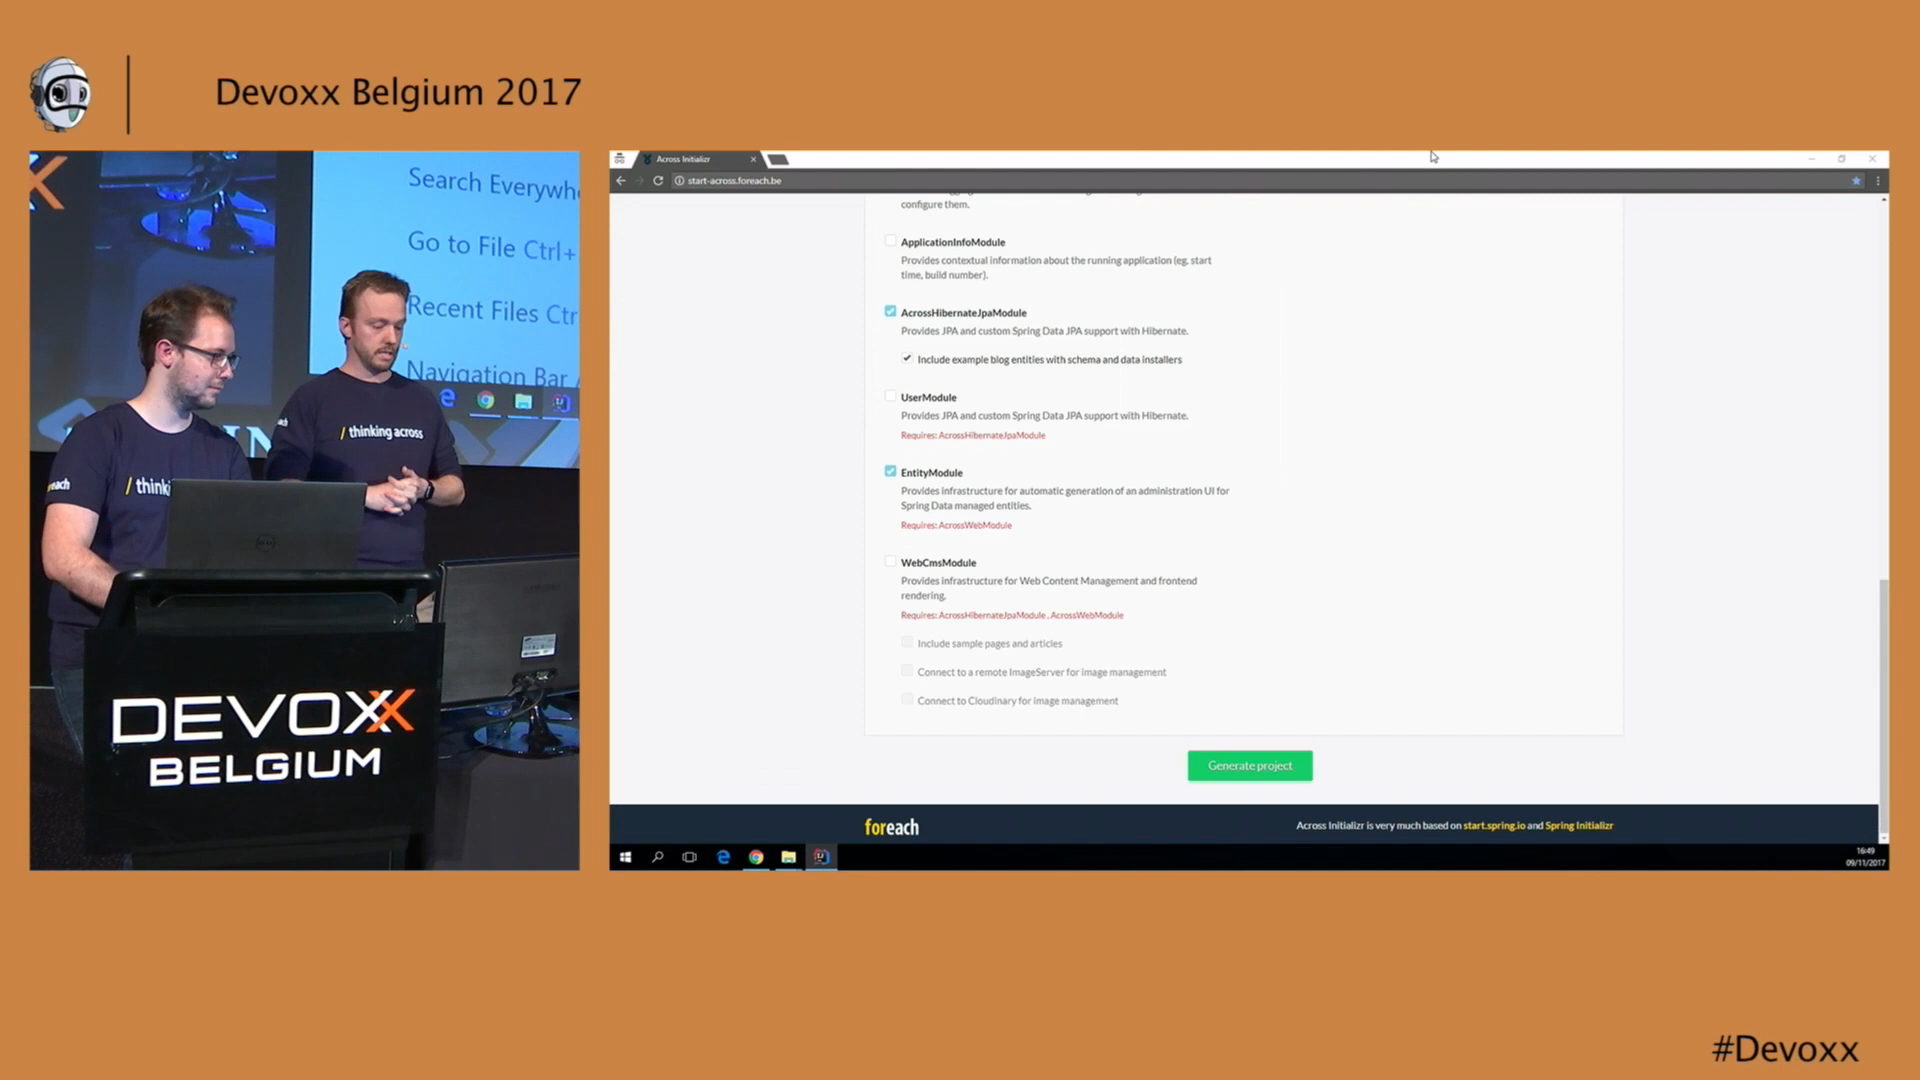 Devoxx Belgium 2017
Search Everywhe
Go to File Ctrl+
Recent Files Ctr
Navigation Bar
/ thinking across
each
/ think
DEVOXX
BELGIUM
Across Initializr
start-across.foreach.be
configure them.
ApplicationInfoModule
Provides contextual information about the running application (eg. start
time, build number).
AcrossHibernateJpaModule
Provides JPA and custom Spring Data JPA support with Hibernate.
Include example blog entities with schema and data installers
UserModule
Provides JPA and custom Spring Data JPA support with Hibernate.
Requires: AcrossHibernateJpaModule
EntityModule
Provides infrastructure for automatic generation of an administration UI for
Spring Data managed entities.
Requires: AcrossWebModule
WebCmsModule
Provides infrastructure for Web Content Management and frontend
rendering.
Requires: AcrossHibernateJpaModule , AcrossWebModule
Include sample pages and articles
Connect to a remote ImageServer for image management
Connect to Cloudinary for image management
Generate project
foreach
Across Initializr is very much based on start.spring.io and Spring Initializr
16:49
09/11/2017
#Devoxx